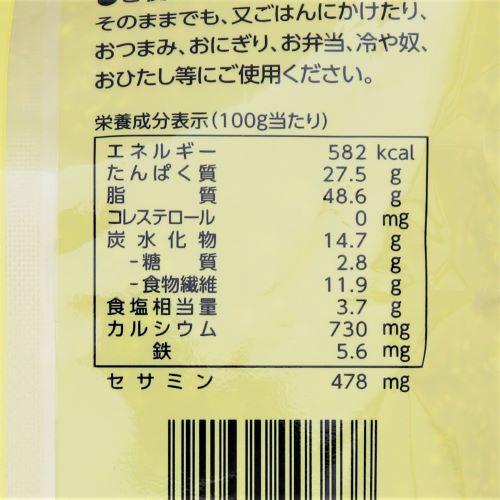 そのままでも、又ごはんにかけたり、
おつまみ、おにぎり、お弁当、冷や奴、
おひたし等にご使用ください。
栄養成分表示(100g当たり)
エネルギー 582 kcal
たんぱく質 27.5 g
脂質 48.6 g
コレステロール 0 mg
炭水化物 14.7 g
-糖質 2.8 g
-食物繊維 11.9 g
食塩相当量 3.7 g
カルシウム 730 mg
鉄 5.6 mg
セサミン 478 mg